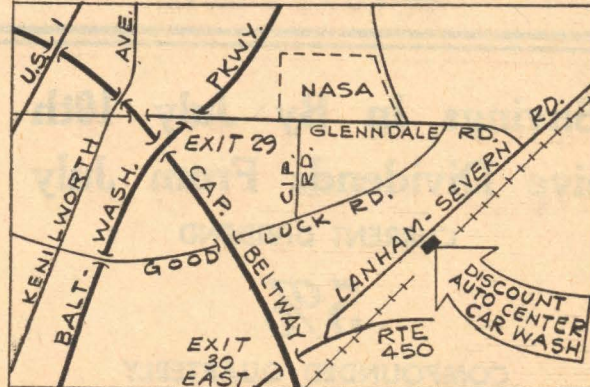 U.S. 1
AVE.
PKWY.
NASA
GLENNDALE RD.
EXIT 29
CIP. RD.
LUCK RD.
LANHAM-SEVERN RD.
KENILWORTH
BALT-WASH.
GOOD
CAP. BELTWAY
EXIT
30
EAST
RTE
450
DISCOUNT
AUTO CENTER
CAR WASH